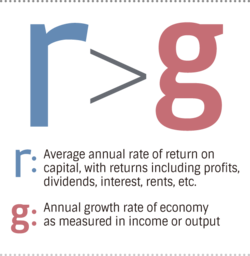 r>g
r: Average annual rate of return on
capital, with returns including profits,
dividends, interest, rents, etc.
g: Annual growth rate of economy
as measured in income or output